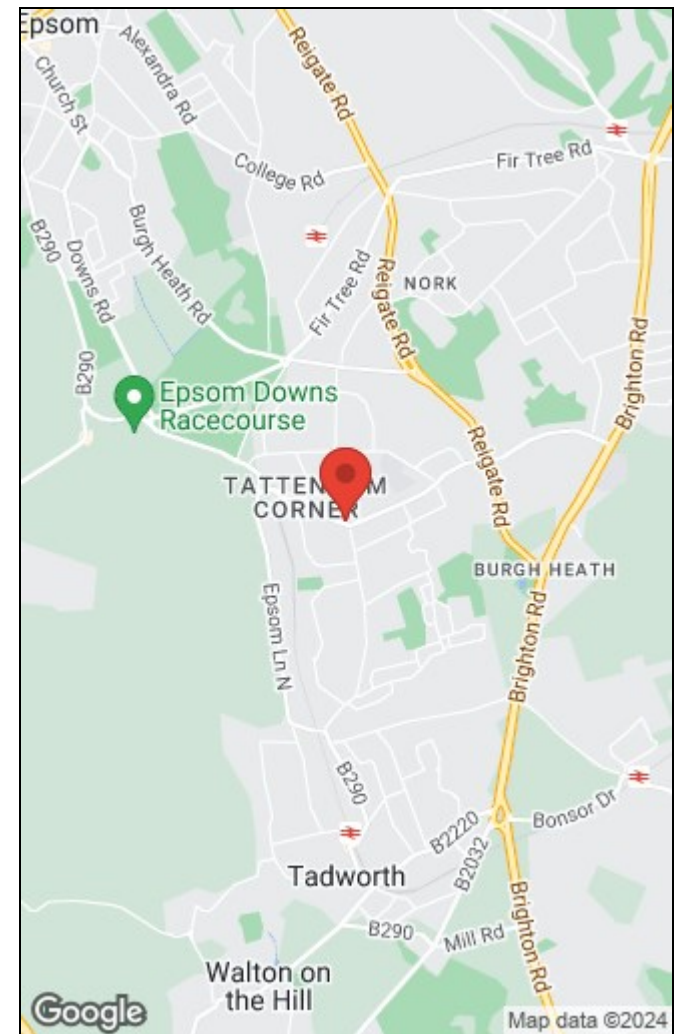 Epsom
Alexandra Rd
Reigate Rd
Church St
College Rd
Fir Tree Rd
B290
Downs Rd
Burgh Heath Rd
Fir Tree Rd
Reigate Rd
NORK
B290
Epsom Downs
Racecourse
Brighton Rd
Reigate Rd
TATTENHAM
CORNER
BURGH HEATH
Epsom Ln N
Brighton Rd
B290
B2220
Bonsor Dr
B2032
Tadworth
B290
Mill Rd
Brighton Rd
Walton on
the Hill
Google
Map data ©2024